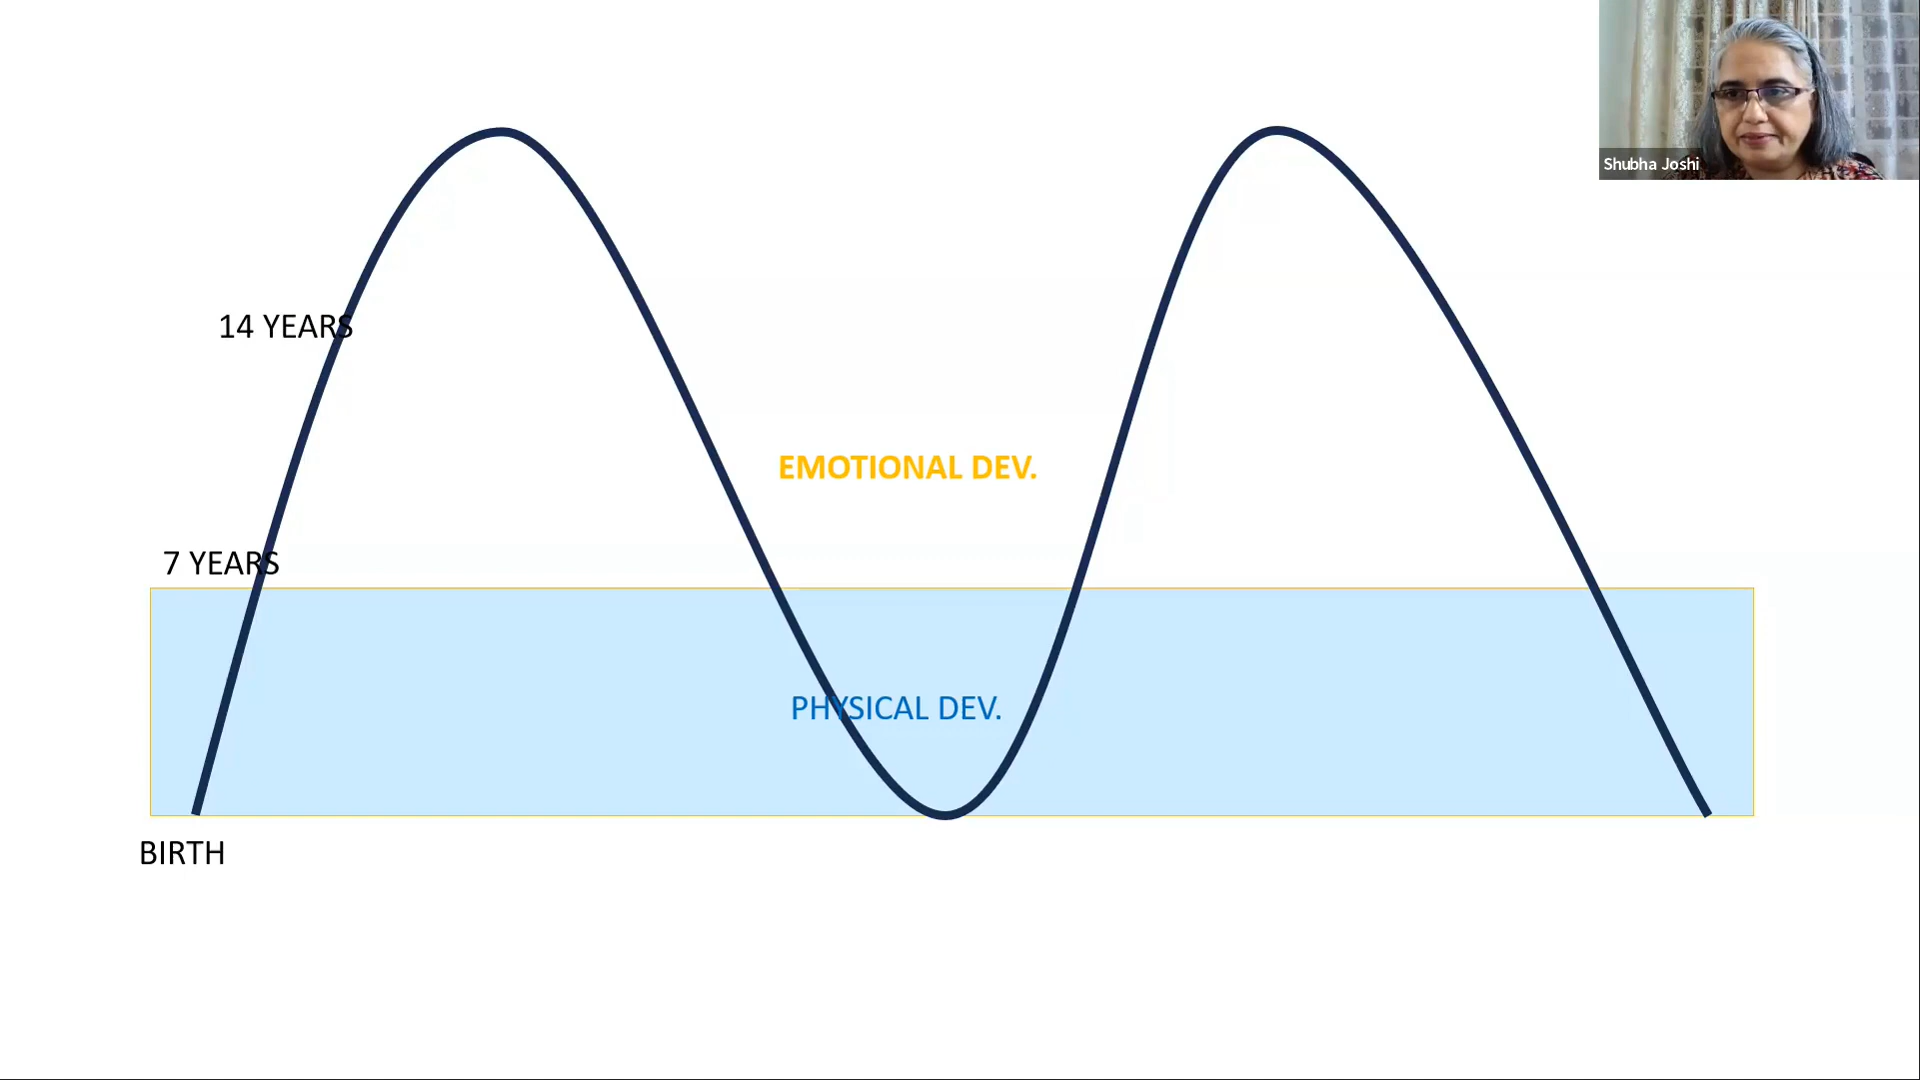 Shubha Joshi
14 YEARS
EMOTIONAL DEV.
7 YEARS
PHYSICAL DEV.
BIRTH